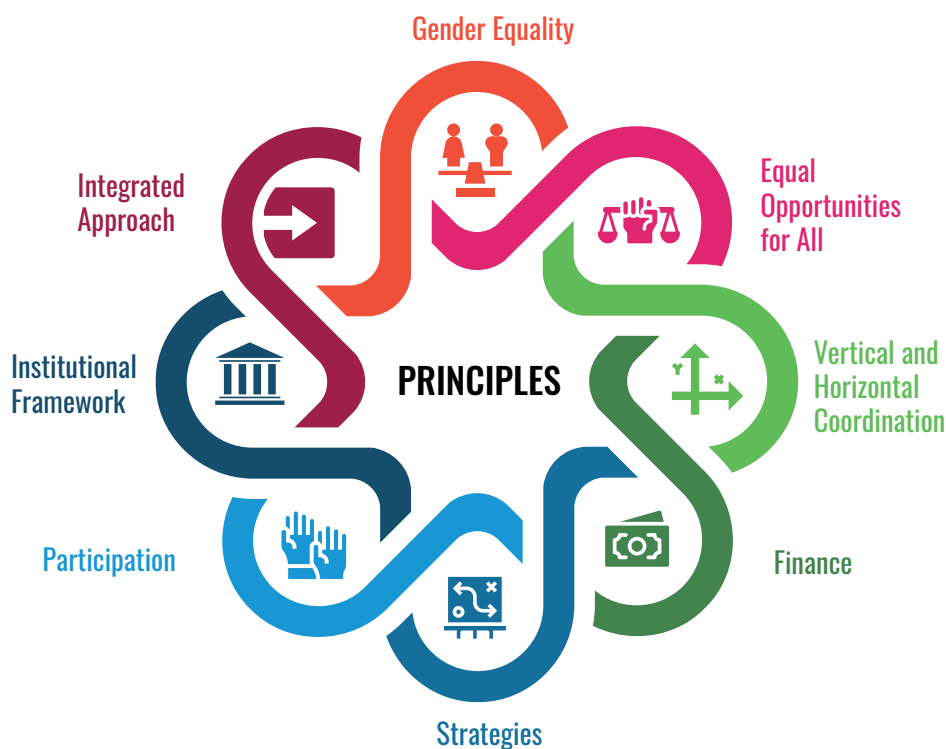 Gender Equality
Equal
Opportunities
for All
Vertical and
Horizontal
Coordination
Y
x
Finance
Strategies
Participation
Institutional
Framework
Integrated
Approach
PRINCIPLES